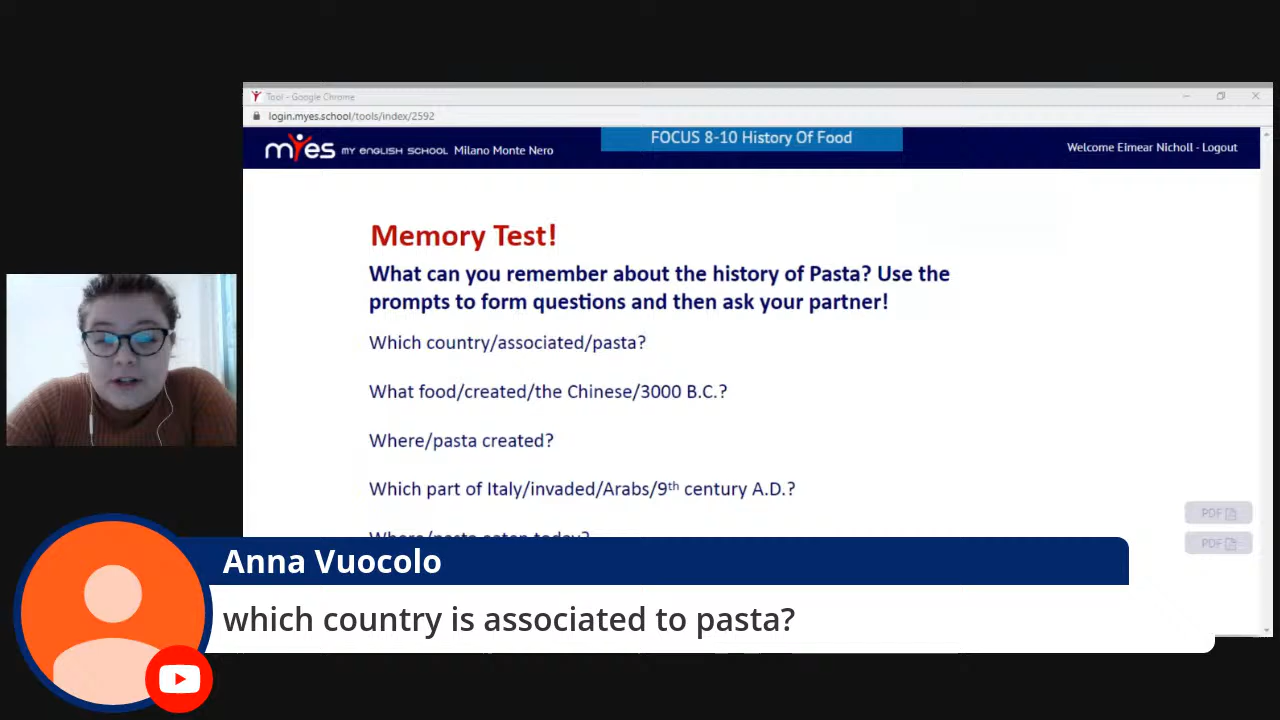 Tool - Google Chrome
login.myes.school/tools/index/2592
FOCUS 8-10 History Of Food
myes MY ENGLISH SCHOOL Milano Monte Nero
Welcome Eimear Nicholl - Logout
Memory Test!
What can you remember about the history of Pasta? Use the
prompts to form questions and then ask your partner!
Which country/associated/pasta?
What food/created/the Chinese/3000 B.C.?
Where/pasta created?
Which part of Italy/invaded/Arabs/9th century A.D.?
PDF
Where/pasta eaten today?
PDF
Anna Vuocolo
which country is associated to pasta?